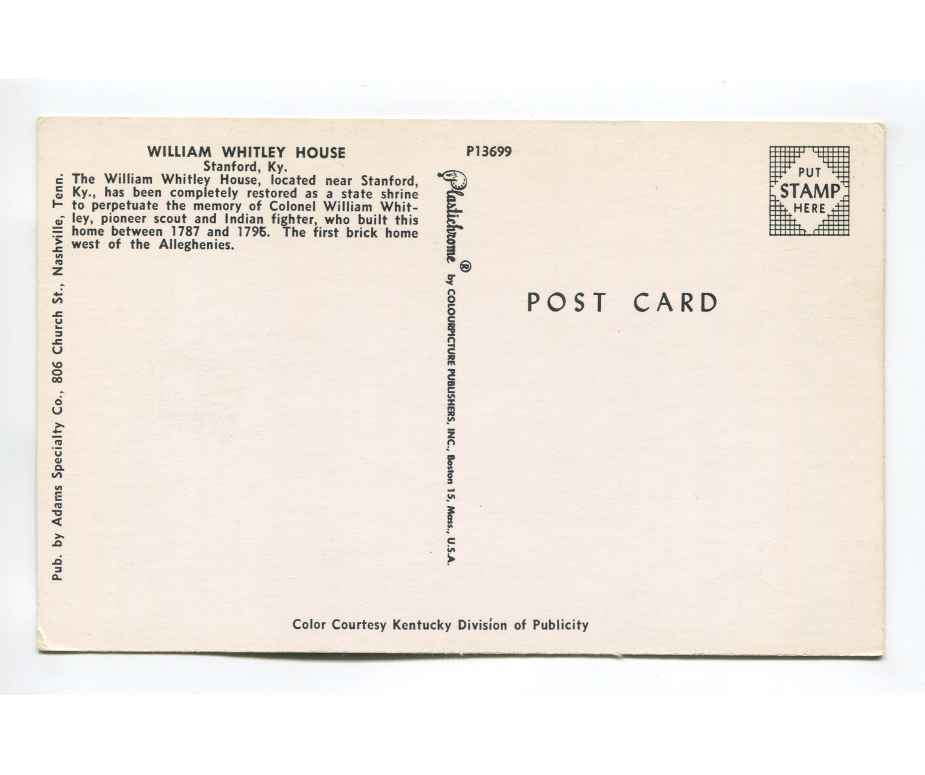 WILLIAM WHITLEY HOUSE
Stanford, Ky.
The William Whitley House, located near Stanford,
Ky., has been completely restored as a state shrine
to perpetuate the memory of Colonel William Whit-
ley, pioneer scout and Indian fighter, who built this
home between 1787 and 1795. The first brick home
west of the Alleghenies.
Pub. by Adams Specialty Co., 806 Church St., Nashville, Tenn.
P13699
Plastichrome ® by COLOURPICTURE PUBLISHERS, INC., Boston 15, Mass., U.S.A.
PUT
STAMP
HERE
POST CARD
Color Courtesy Kentucky Division of Publicity